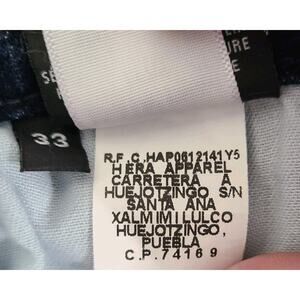 33
R.F.C.HAP0612141Y5
HERA APPAREL
CARRETERA A
HUEJOTZINGO S/N
SANTA ANA
XALMIMILULCO
HUEJOTZINGO,
PUEBLA
C.P.74169